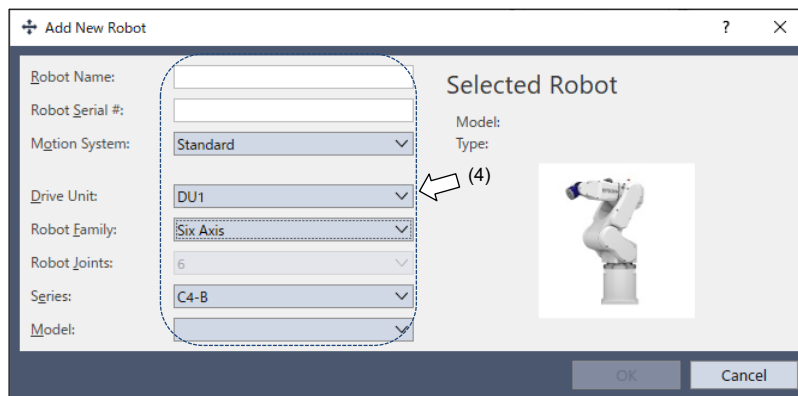 Add New Robot ? ×
Robot Name:
Robot Serial #:
Motion System: Standard
Drive Unit: DU1
Robot Family: Six Axis
Robot Joints: 6
Series: C4-B
Model:
(4)
Selected Robot
Model:
Type:
EPSON
OK Cancel